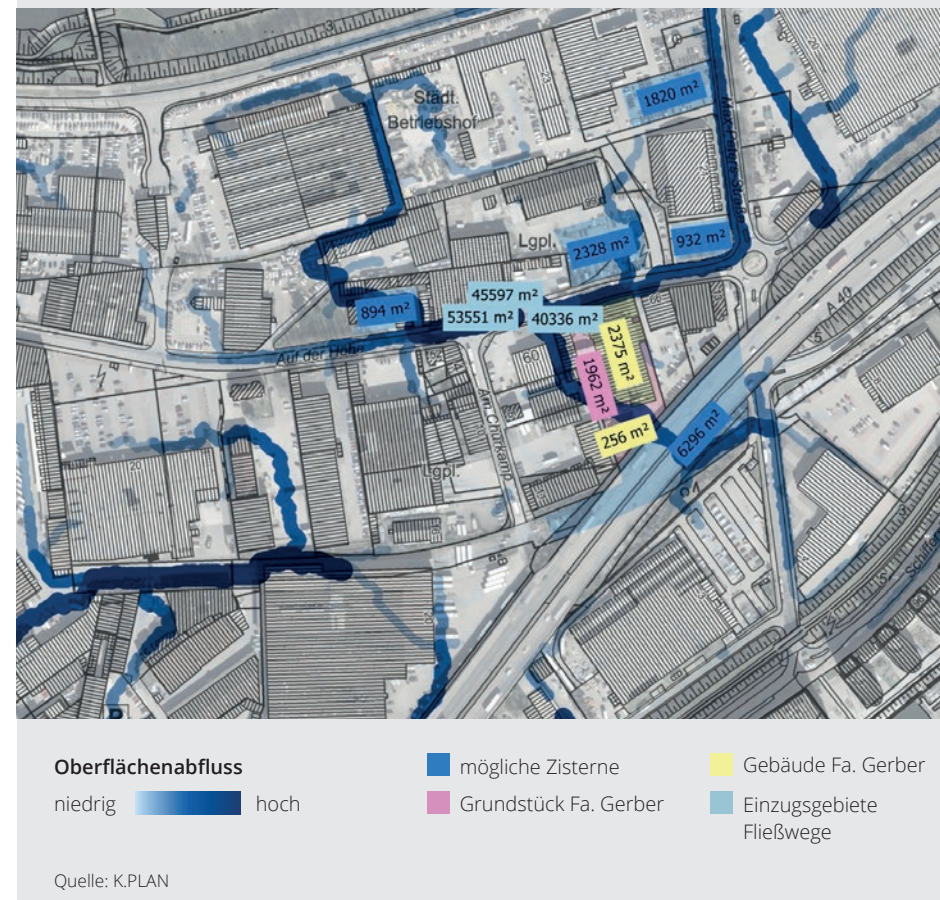 Städt.
Betriebshof
1820 m²
Lgpl.
2328 m²
932 m²
45597 m²
894 m²
53551 m²
40336 m²
A 40
Auf der Höhe
60
2375 m²
1962 m²
256 m²
6296 m²
Lgpl.
20
P
Oberflächenabfluss
niedrig
hoch
mögliche Zisterne
Grundstück Fa. Gerber
Gebäude Fa. Gerber
Einzugsgebiete
Fließwege
Quelle: K.PLAN